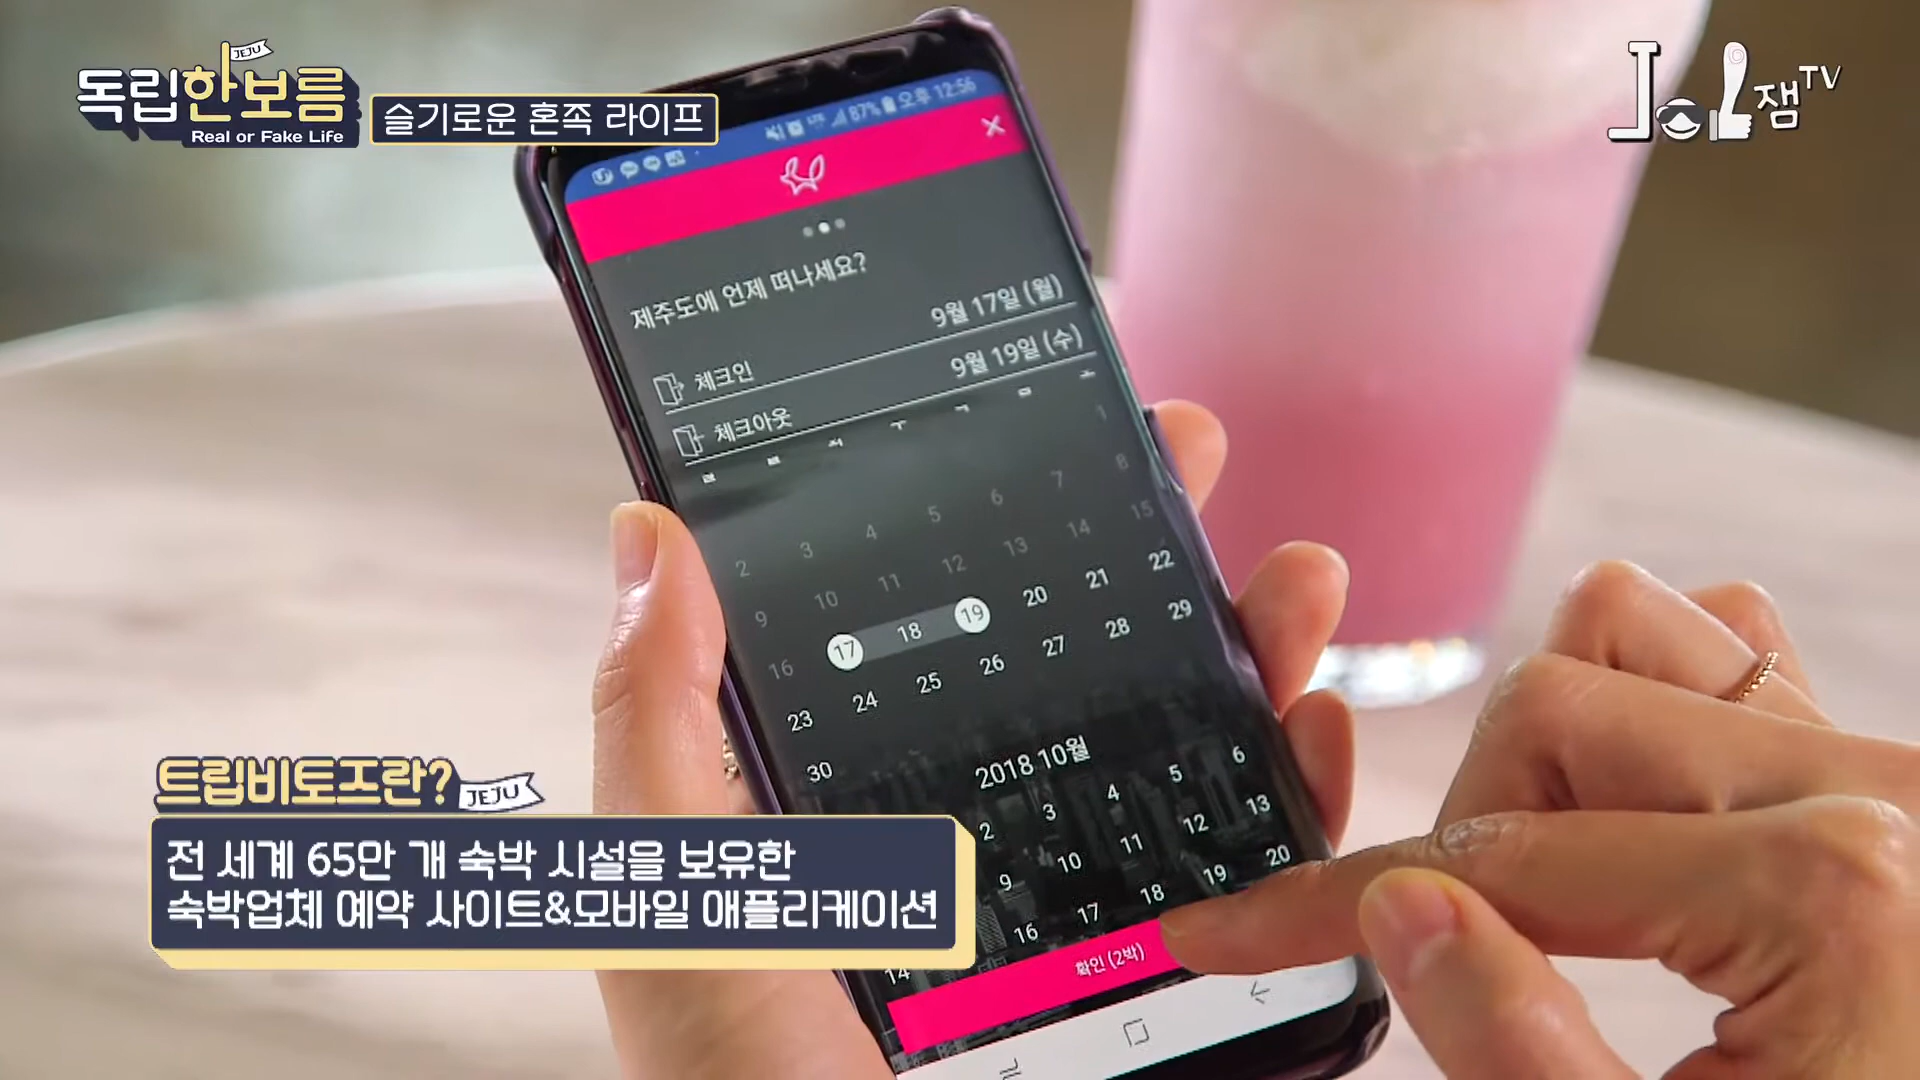 독립한보름
JEJU
Real or Fake Life
슬기로운 혼족 라이프
잼TV
87% 오후 12:56
제주도에 언제 떠나세요?
체크인 9월 17일 (월)
체크아웃 9월 19일 (수)
1
2 3 4 5 6 7 8
9 10 11 12 13 14 15
16 17 18 19 20 21 22
23 24 25 26 27 28 29
30
2018 10월
2 3 4 5 6
9 10 11 12 13
14 16 17 18 19 20
확인 (2박)
트립비토즈란?
JEJU
전 세계 65만 개 숙박 시설을 보유한
숙박업체 예약 사이트&모바일 애플리케이션